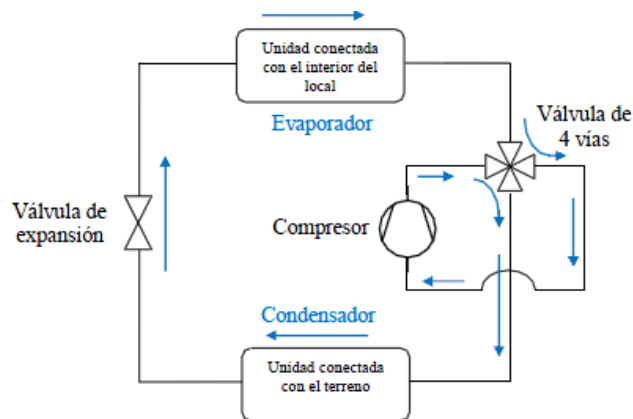 Unidad conectada
con el interior del
local
Evaporador
Válvula de
4 vías
Válvula de
expansión
Compresor
Condensador
Unidad conectada
con el terreno